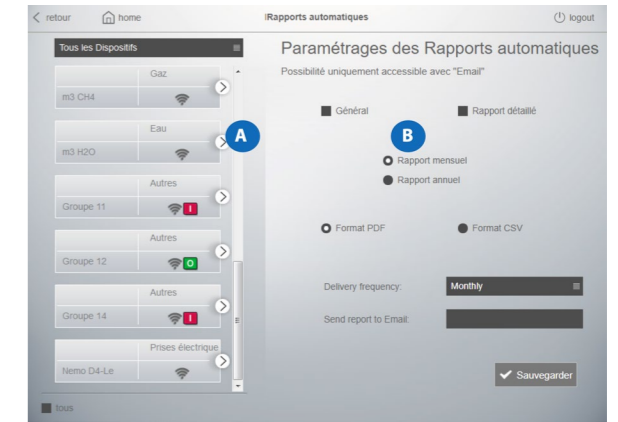 retour
home
Rapports automatiques
logout
Tous les Dispositifs
Gaz
m3 CH4
Eau
m3 H2O
Autres
Groupe 11
I
Autres
Groupe 12
O
Autres
Groupe 14
I
Prises électrique
Nemo D4-Le
tous
A
Paramétrages des Rapports automatiques
Possibilité uniquement accessible avec "Email"
Général
Rapport détaillé
B
Rapport mensuel
Rapport annuel
Format PDF
Format CSV
Delivery frequency:
Monthly
Send report to Email:
Sauvegarder